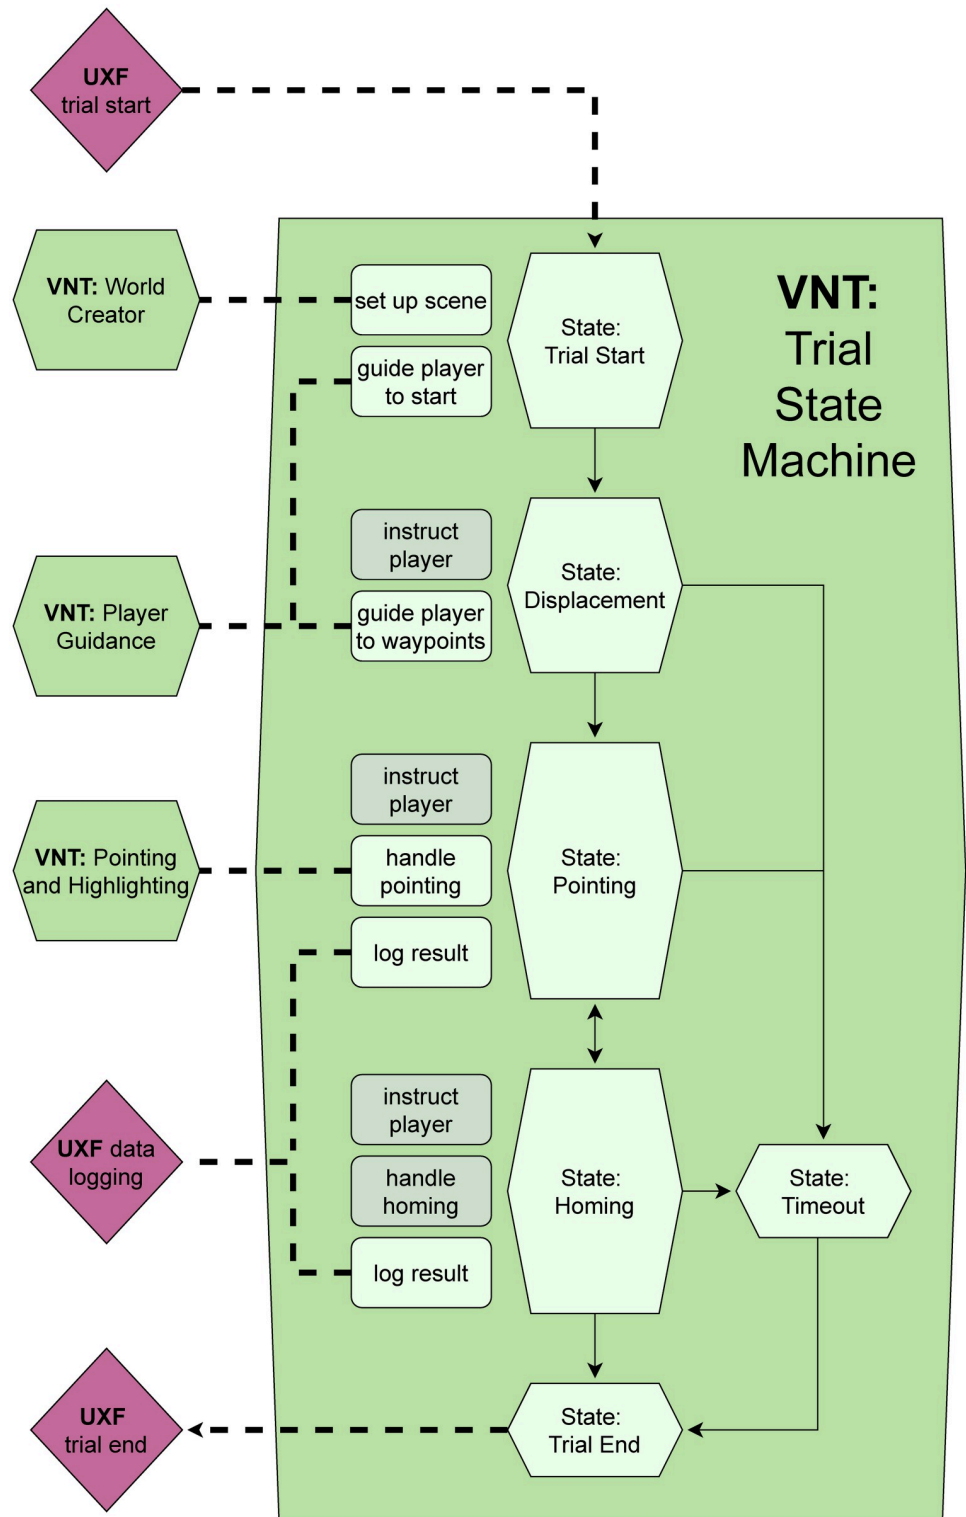 UXF
trial start
VNT: World
Creator
set up scene
guide player
to start
State:
Trial Start
VNT:
Trial
State
Machine
VNT: Player
Guidance
instruct
player
guide player
to waypoints
State:
Displacement
VNT: Pointing
and Highlighting
instruct
player
handle
pointing
log result
State:
Pointing
UXF data
logging
instruct
player
handle
homing
log result
State:
Homing
State:
Timeout
UXF
trial end
State:
Trial End